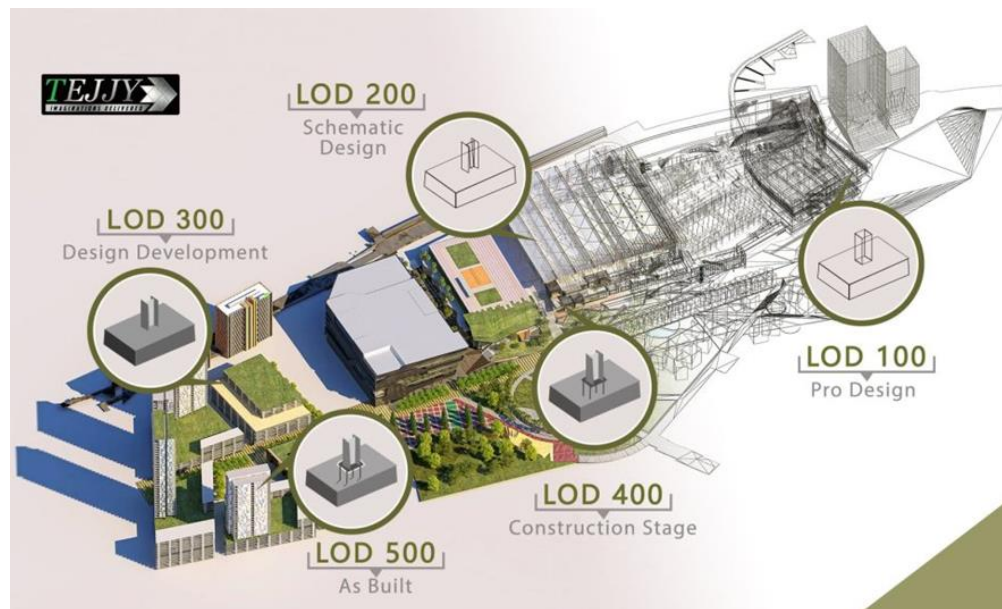 TEJJY
IMAGINATIONS DELIVERED
LOD 200
Schematic
Design
LOD 300
Design Development
LOD 100
Pro Design
LOD 400
Construction Stage
LOD 500
As Built